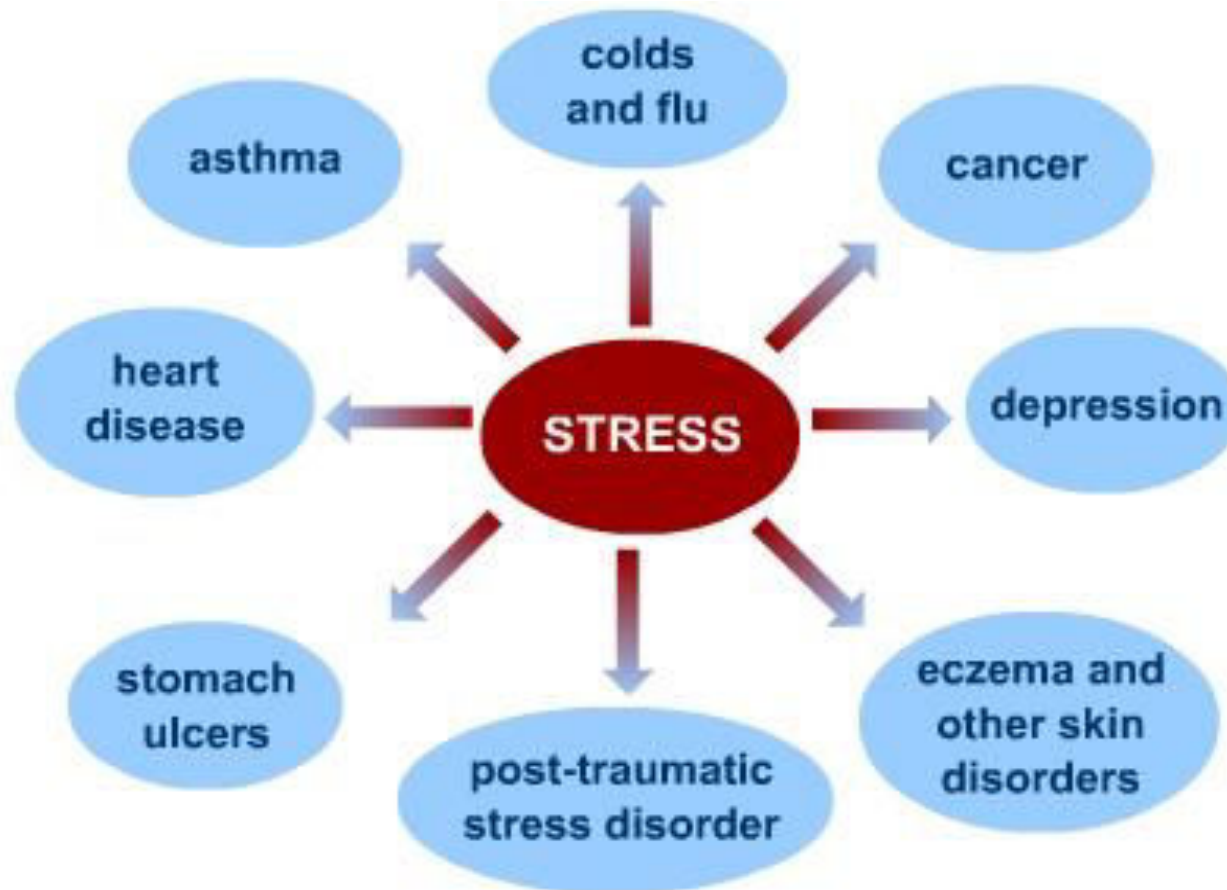 colds
and flu
asthma
cancer
heart
disease
STRESS
depression
stomach
ulcers
post-traumatic
stress disorder
eczema and
other skin
disorders